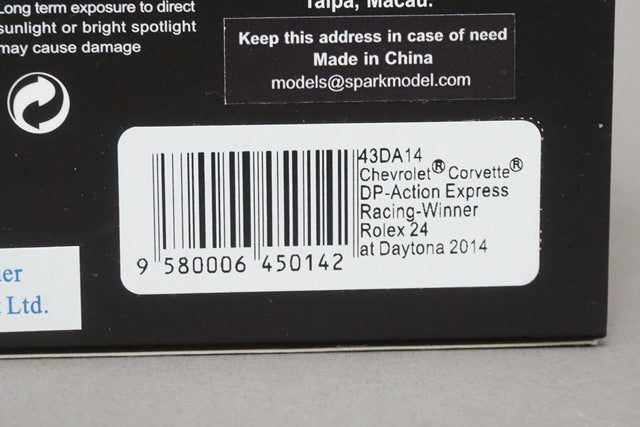 Long term exposure to direct
sunlight or bright spotlight
may cause damage
Taipa, Macau.
Keep this address in case of need
Made in China
models@sparkmodel.com
43DA14
Chevrolet® Corvette®
DP-Action Express
Racing-Winner
Rolex 24
at Daytona 2014
9 580006 450142
Ltd.